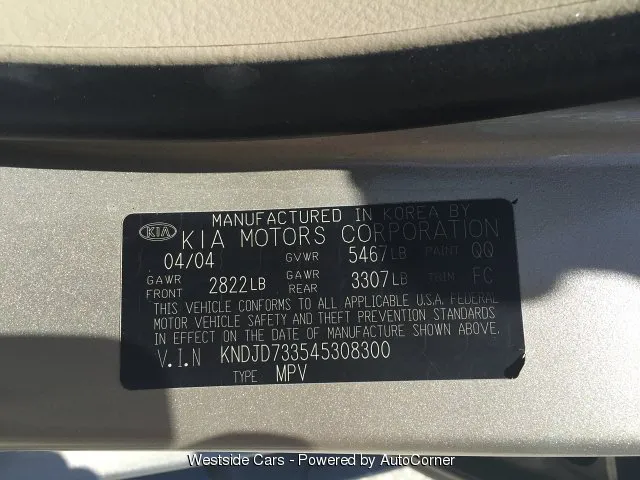 MANUFACTURED IN KOREA BY
KIA KIA MOTORS CORPORATION
04/04 GVWR 5467LB PAINT QQ
GAWR FRONT 2822LB GAWR REAR 3307LB TRIM FC
THIS VEHICLE CONFORMS TO ALL APPLICABLE U.S.A. FEDERAL
MOTOR VEHICLE SAFETY AND THEFT PREVENTION STANDARDS
IN EFFECT ON THE DATE OF MANUFACTURE SHOWN ABOVE.
V.I.N KNDJD733545308300
TYPE MPV
Westside Cars - Powered by AutoCorner